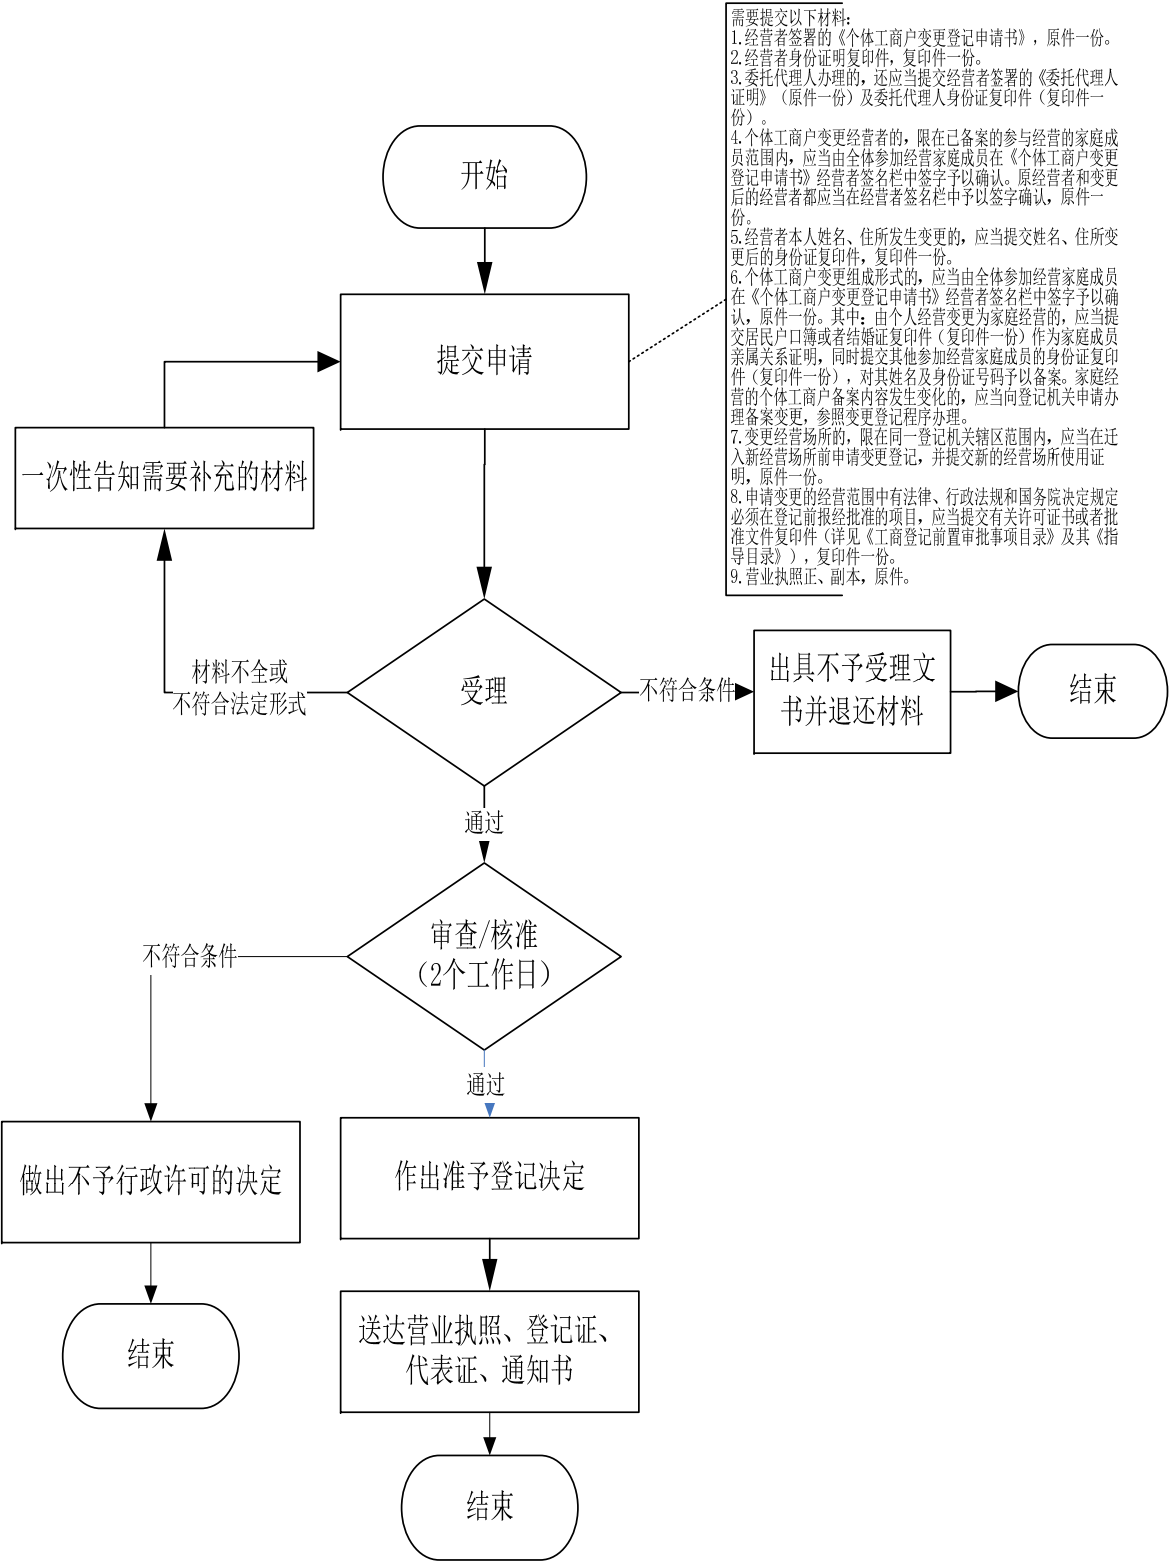 需要提交以下材料：
1.经营者签署的《个体工商户变更登记申请书》，原件一份。
2.经营者身份证明复印件，复印件一份。
3.委托代理人办理的，还应当提交经营者签署的《委托代理人
证明》（原件一份）及委托代理人身份证复印件（复印件一
份）。
4.个体工商户变更经营者的，限在已备案的参与经营的家庭成
员范围内，应当由全体参加经营家庭成员在《个体工商户变更
登记申请书》经营者签名栏中签字予以确认。原经营者和变更
后的经营者都应当在经营者签名栏中予以签字确认，原件一
份。
5.经营者本人姓名、住所发生变更的，应当提交姓名、住所变
更后的身份证复印件，复印件一份。
6.个体工商户变更组成形式的，应当由全体参加经营家庭成员
在《个体工商户变更登记申请书》经营者签名栏中签字予以确
认，原件一份。其中：由个人经营变更为家庭经营的，应当提
交居民户口簿或者结婚证复印件（复印件一份）作为家庭成员
亲属关系证明，同时提交其他参加经营家庭成员的身份证复印
件（复印件一份），对其姓名及身份证号码予以备案。家庭经
营的个体工商户备案内容发生变化的，应当向登记机关申请办
理备案变更，参照变更登记程序办理。
7.变更经营场所的，限在同一登记机关辖区范围内，应当在迁
入新经营场所前申请变更登记，并提交新的经营场所使用证
明，原件一份。
8.申请变更的经营范围中有法律、行政法规和国务院决定规定
必须在登记前报经批准的项目，应当提交有关许可证书或者批
准文件复印件（详见《工商登记前置审批事项目录》及其《指
导目录》），复印件一份。
9.营业执照正、副本，原件。
开始
提交申请
一次性告知需要补充的材料
材料不全或
不符合法定形式
受理
不符合条件
出具不予受理文
书并退还材料
结束
通过
审查/核准
（2个工作日）
不符合条件
通过
做出不予行政许可的决定
作出准予登记决定
结束
送达营业执照、登记证、
代表证、通知书
结束